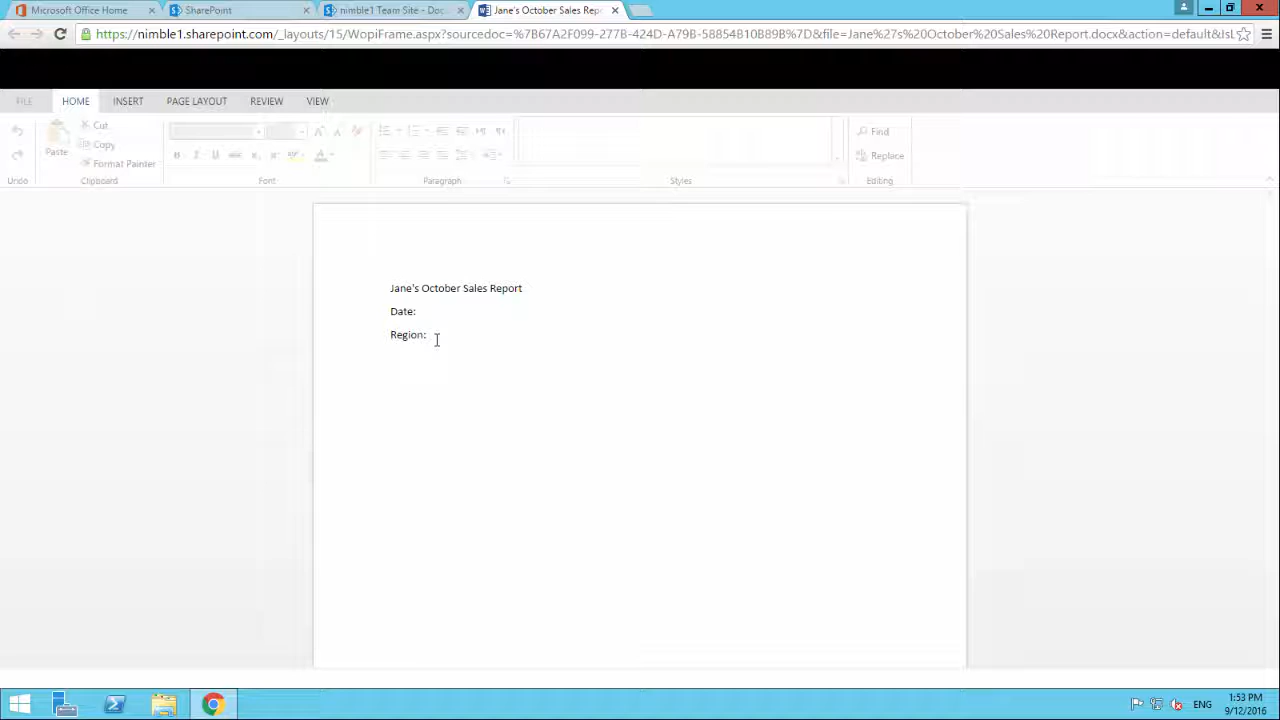 Microsoft Office Home
SharePoint
nimble1 Team Site - Doc
Jane's October Sales Rep
https://nimble1.sharepoint.com/_layouts/15/WopiFrame.aspx?sourcedoc=%7B67A2E099-277B-424D-A79B-58854B10B89B%7D&file=Jane%27s%20October%20Sales%20Report.docx&action=default&IsL
FILE HOME INSERT PAGE LAYOUT REVIEW VIEW
Cut
Copy
Format Painter
Paste
Find
Replace
Undo Clipboard Font Paragraph Styles Editing
Jane's October Sales Report
Date:
Region:
ENG
1:53 PM
9/12/2016